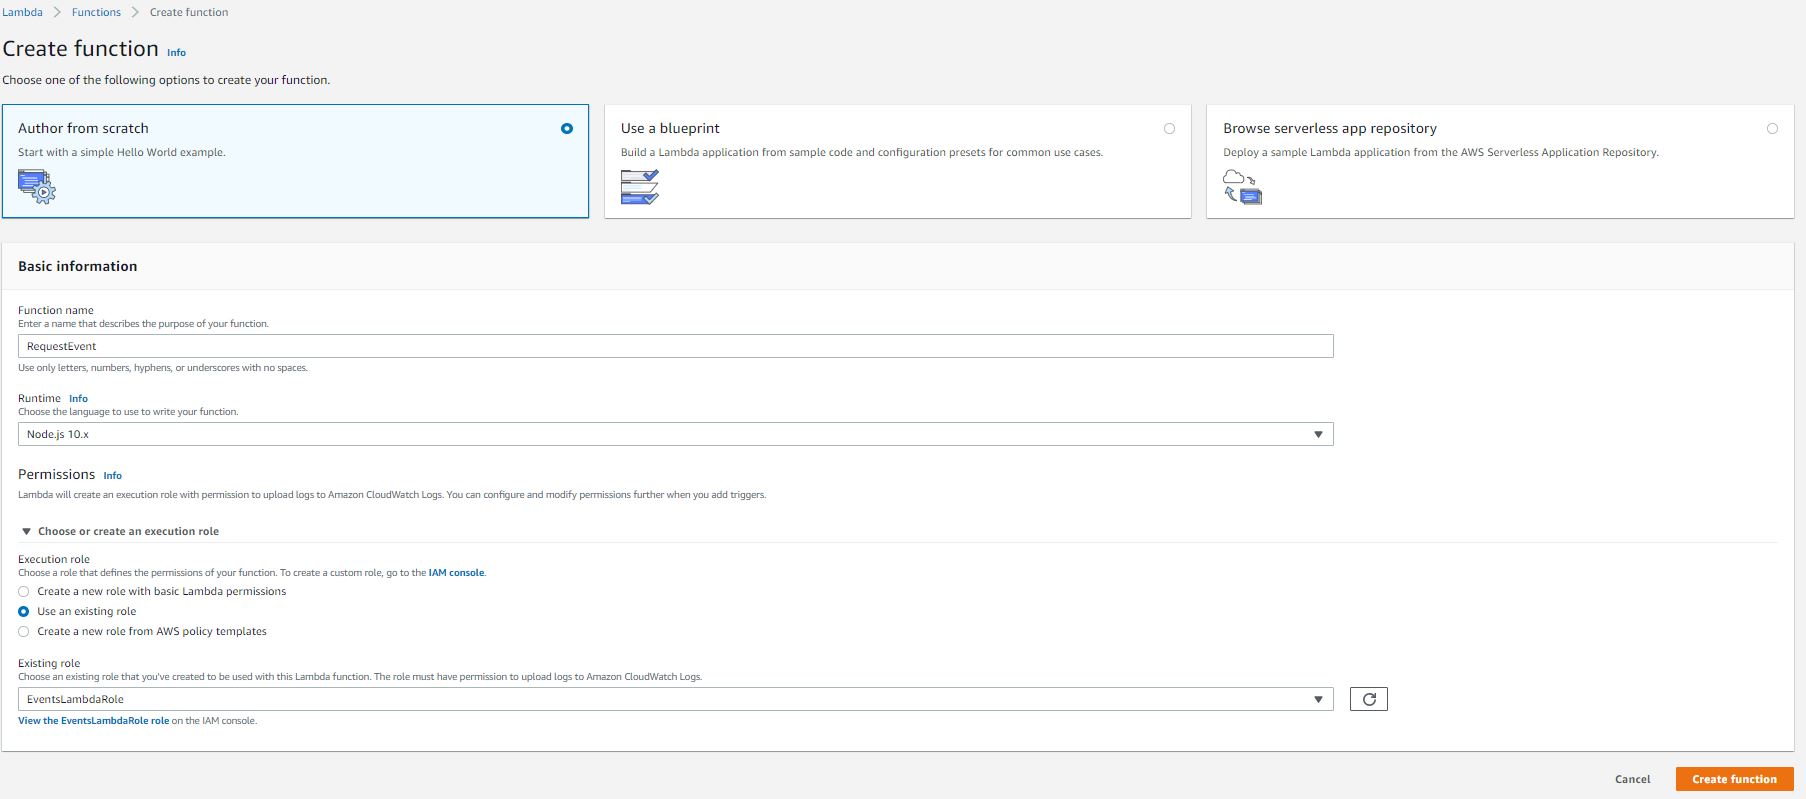 Lambda > Functions > Create function
Create function Info
Choose one of the following options to create your function.
Author from scratch
Start with a simple Hello World example.
Use a blueprint
Build a Lambda application from sample code and configuration presets for common use cases.
Browse serverless app repository
Deploy a sample Lambda application from the AWS Serverless Application Repository.
Basic information
Function name
Enter a name that describes the purpose of your function.
RequestEvent
Use only letters, numbers, hyphens, or underscores with no spaces.
Runtime Info
Choose the language to use to write your function.
Node.js 10.x
Permissions Info
Lambda will create an execution role with permission to upload logs to Amazon CloudWatch Logs. You can configure and modify permissions further when you add triggers.
Choose or create an execution role
Execution role
Choose a role that defines the permissions of your function. To create a custom role, go to the IAM console.
Create a new role with basic Lambda permissions
Use an existing role
Create a new role from AWS policy templates
Existing role
Choose an existing role that you've created to be used with this Lambda function. The role must have permission to upload logs to Amazon CloudWatch Logs.
EventsLambdaRole
View the EventsLambdaRole role on the IAM console.
Cancel Create function